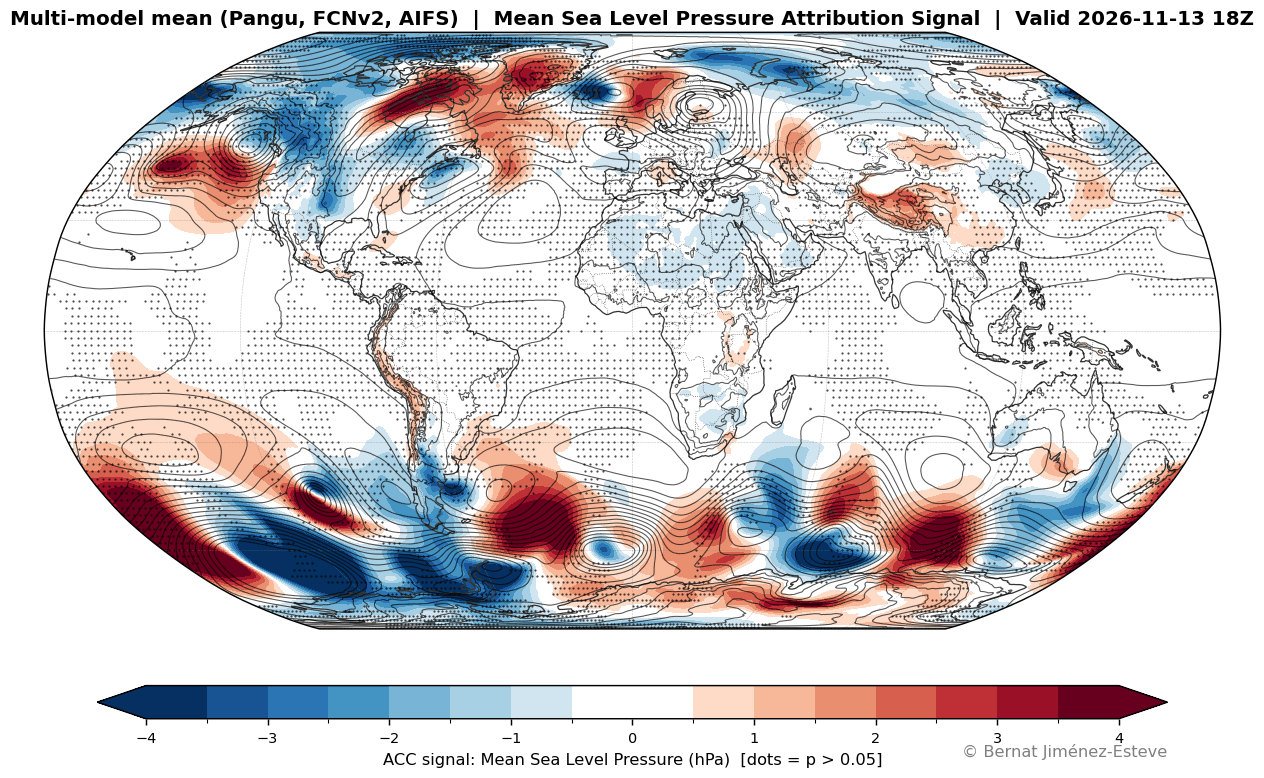 Multi-model mean (Pangu, FCNv2, AIFS)  |  Mean Sea Level Pressure Attribution Signal  |  Valid 2026-11-13 18Z
−4 −3 −2 −1 0 1 2 3 4
ACC signal: Mean Sea Level Pressure (hPa)  [dots = p > 0.05]
© Bernat Jiménez-Esteve